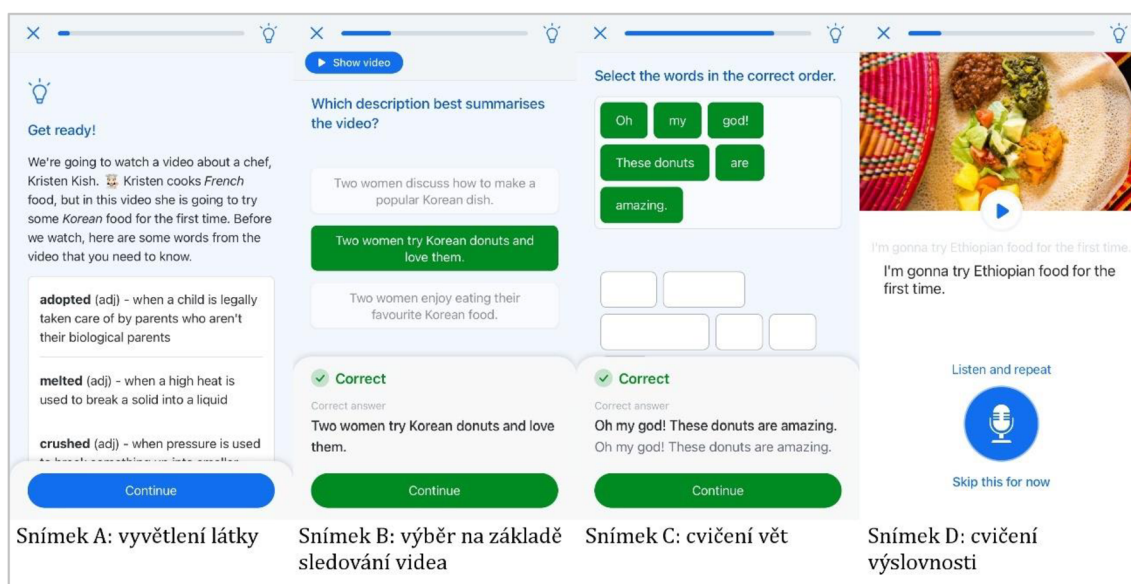 Get ready!
We're going to watch a video about a chef,
Kristen Kish. Kristen cooks French
food, but in this video she is going to try
some Korean food for the first time. Before
we watch, here are some words from the
video that you need to know.
adopted (adj) - when a child is legally
taken care of by parents who aren't
their biological parents
melted (adj) - when a high heat is
used to break a solid into a liquid
crushed (adj) - when pressure is used
to break something up into smaller
Continue
Snímek A: vyvětlení látky
Show video
Which description best summarises
the video?
Two women discuss how to make a
popular Korean dish.
Two women try Korean donuts and
love them.
Two women enjoy eating their
favourite Korean food.
Correct
Correct answer
Two women try Korean donuts and love
them.
Continue
Snímek B: výběr na základě
sledování videa
Select the words in the correct order.
Oh my god!
These donuts are
amazing.
Correct
Correct answer
Oh my god! These donuts are amazing.
Oh my god! These donuts are amazing.
Continue
Snímek C: cvičení vět
I'm gonna try Ethiopian food for the first time.
I'm gonna try Ethiopian food for the
first time.
Listen and repeat
Skip this for now
Snímek D: cvičení
výslovnosti